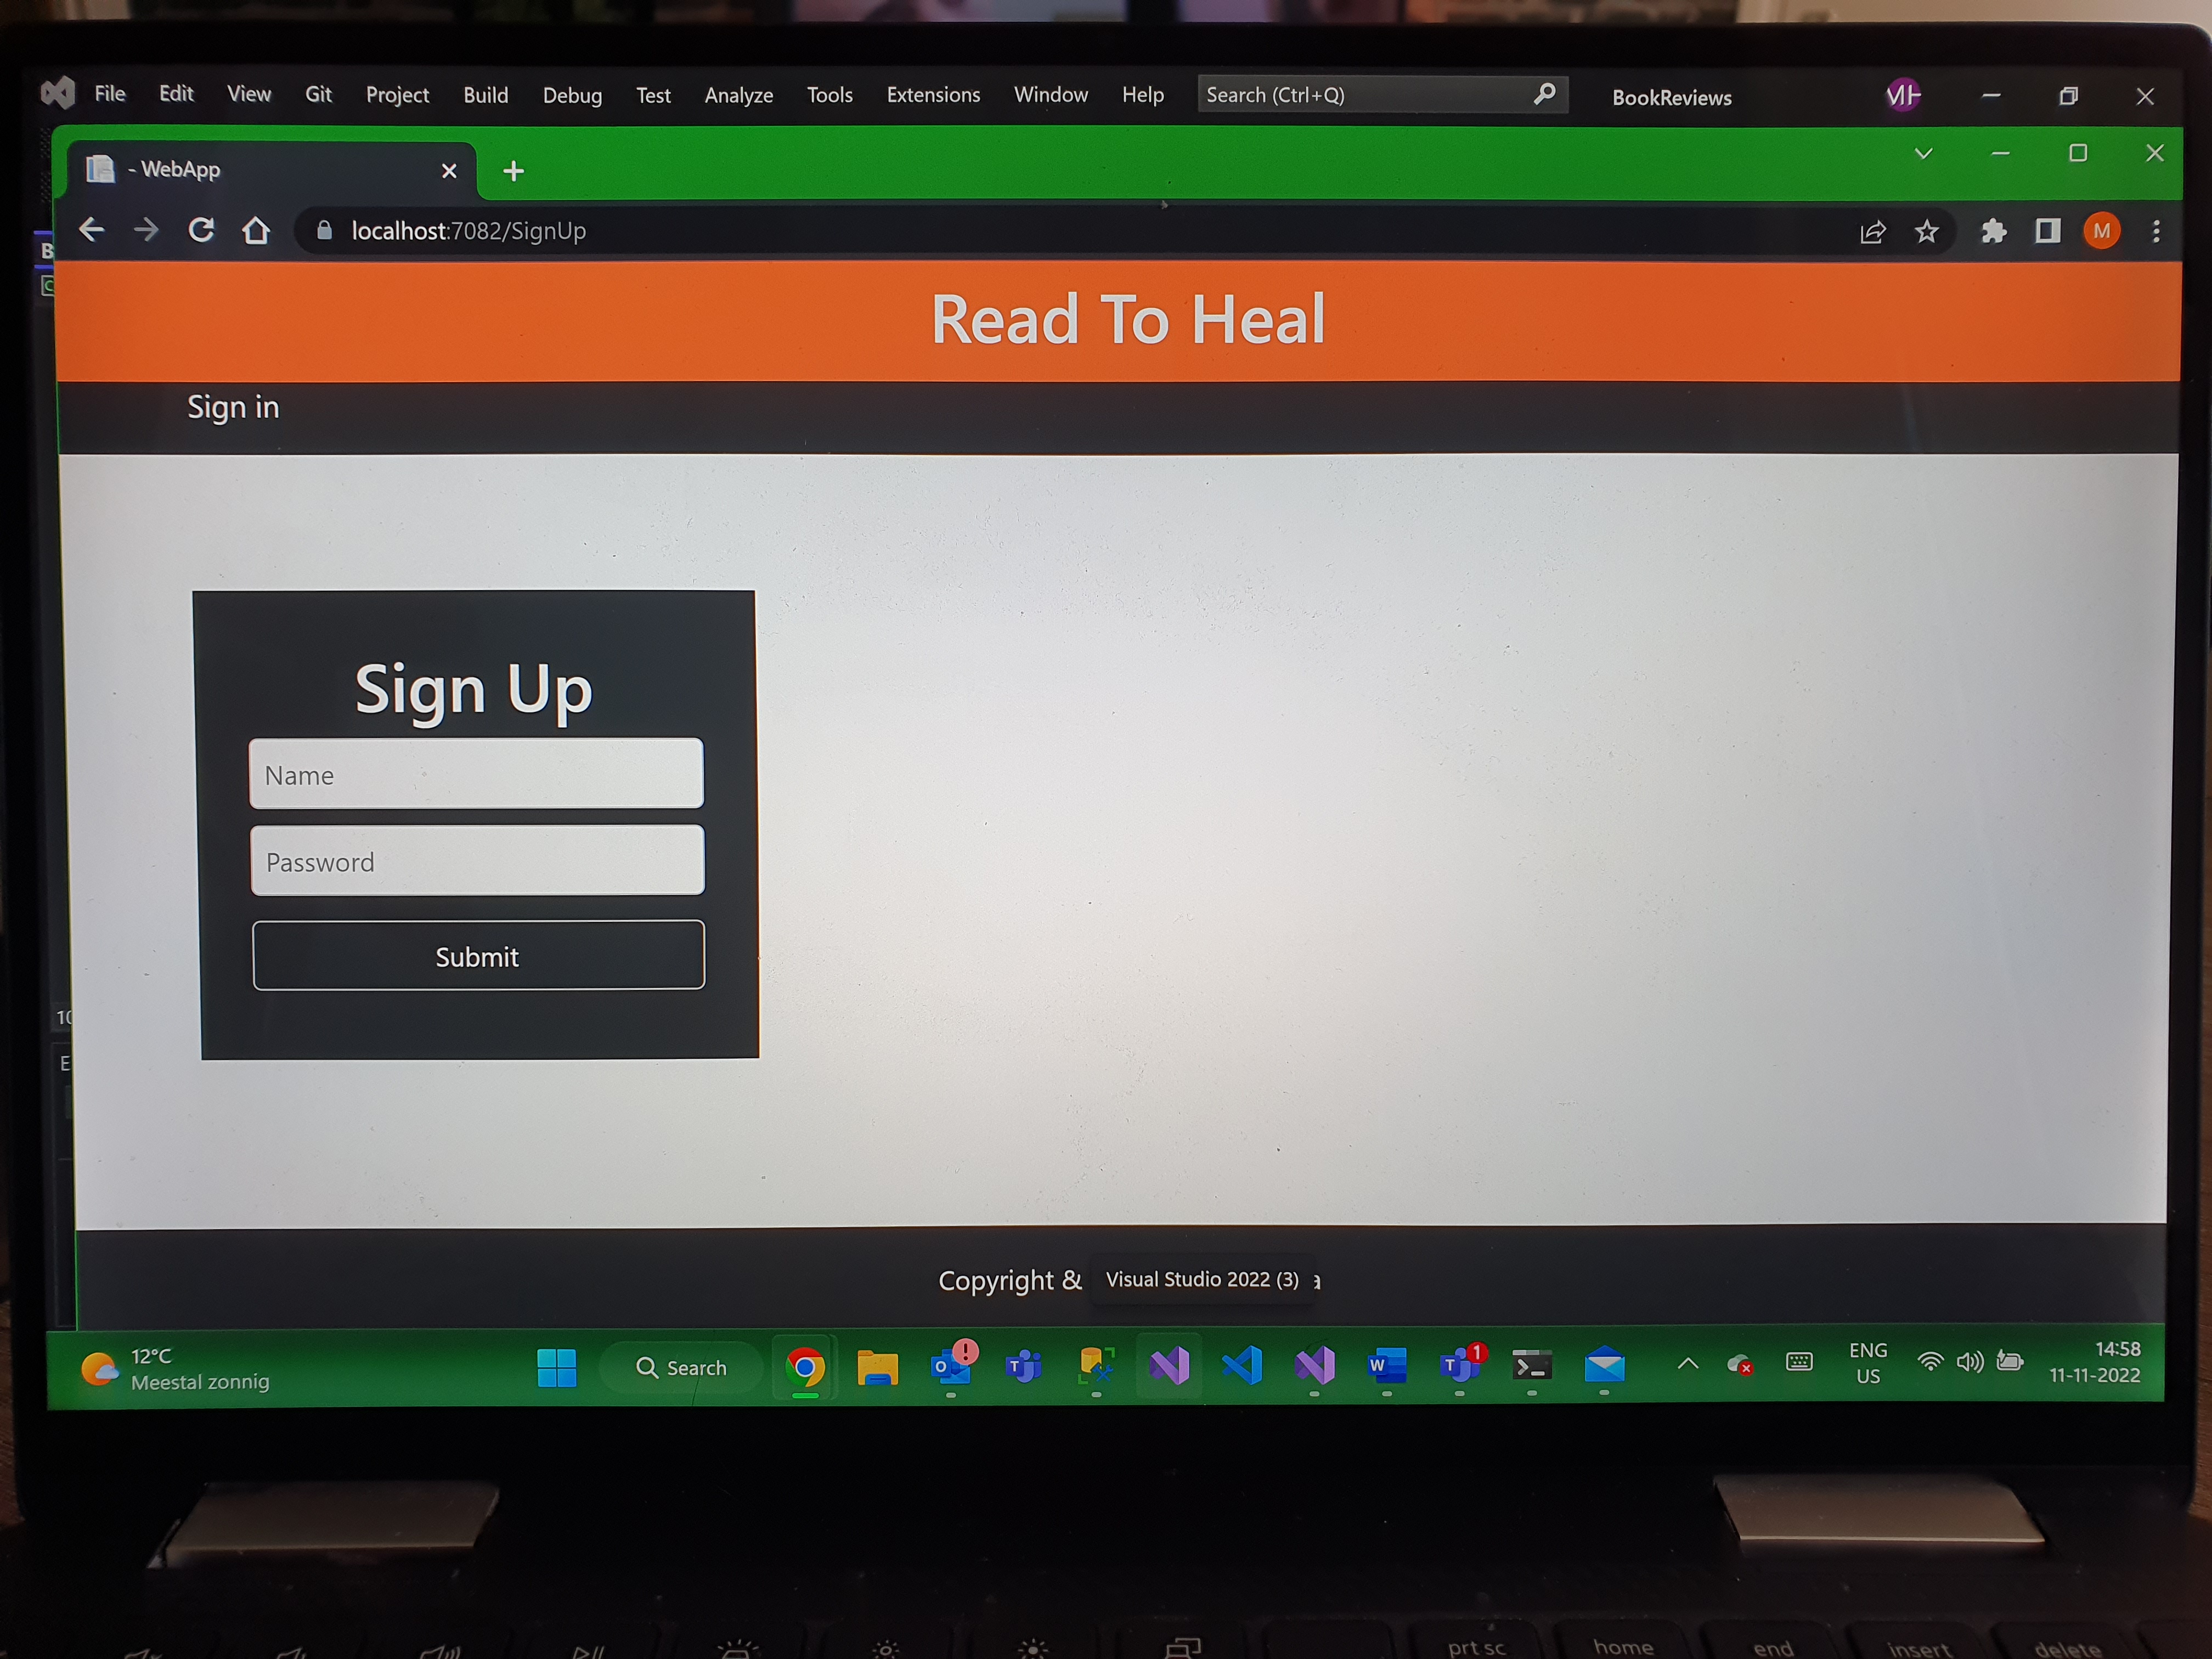 File Edit View Git Project Build Debug Test Analyze Tools Extensions Window Help Search (Ctrl+Q) BookReviews
- WebApp
localhost:7082/SignUp M
Read To Heal
Sign in
Sign Up
Name
Password
Submit
Copyright & Visual Studio 2022 (3) a
12°C
Meestal zonnig
Search
1
ENG
US
14:58
11-11-2022
prt sc home end insert delete